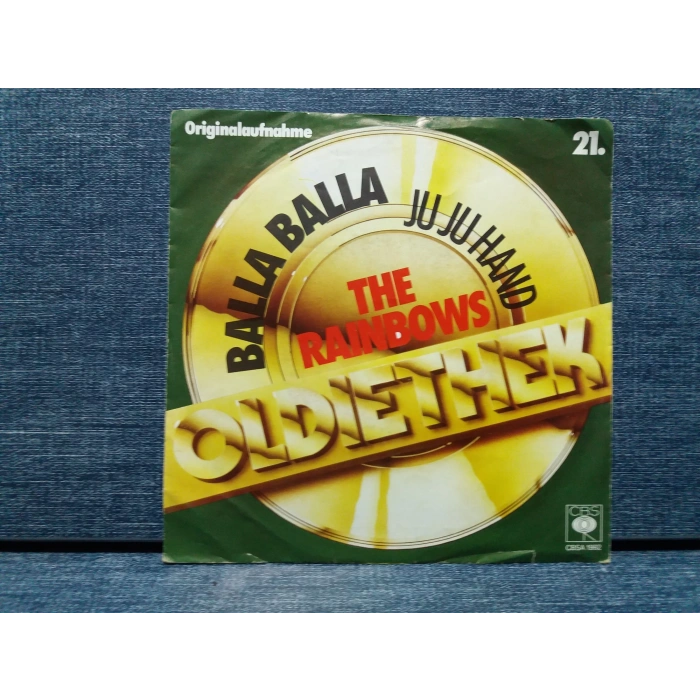 Originalaufnahme
21.
BALLA BALLA
JU JU HAND
THE
RAINBOWS
OLDIETHEK
CBS